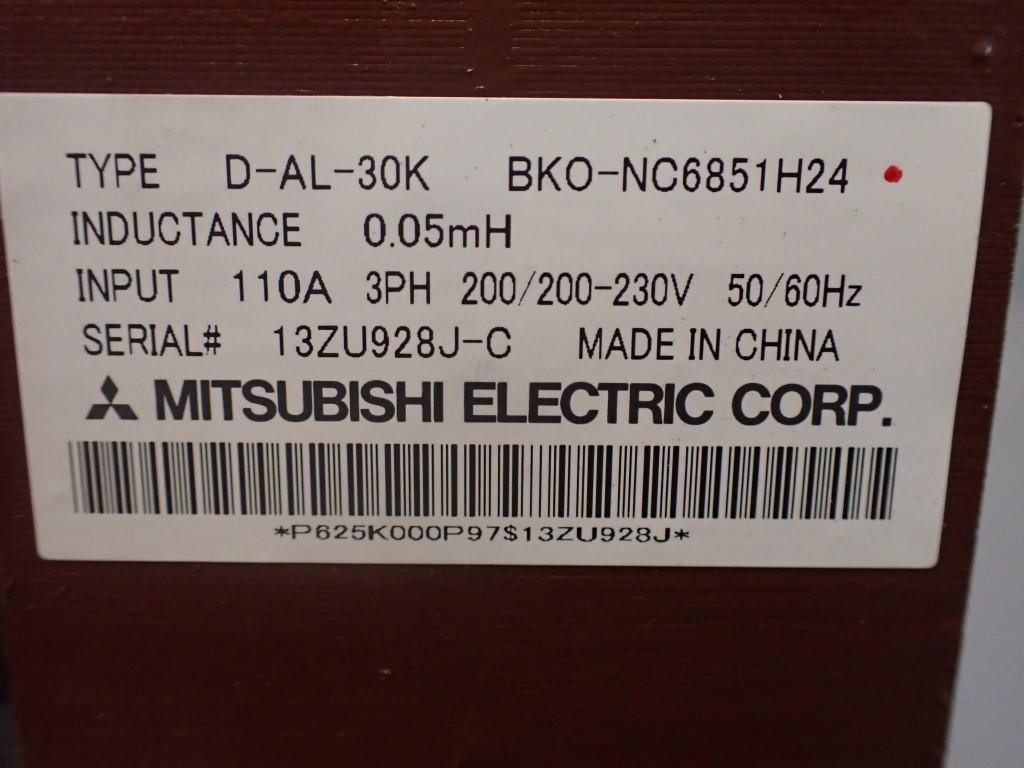 TYPE D-AL-30K BKO-NC6851H24
INDUCTANCE 0.05mH
INPUT 110A 3PH 200/200-230V 50/60Hz
SERIAL# 13ZU928J-C MADE IN CHINA
MITSUBISHI ELECTRIC CORP.
*P625K000P97$13ZU928J*